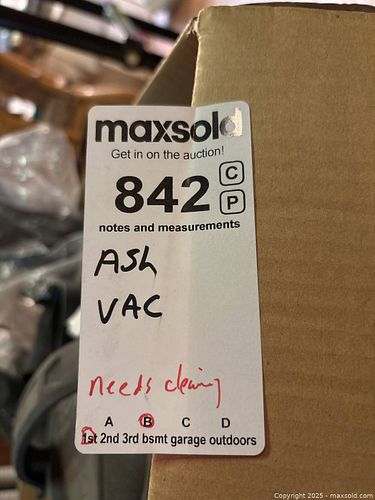 maxsold
Get in on the auction!
842 C
P
notes and measurements
ASh
VAC
needs cleaning
A B C D
1st 2nd 3rd bsmt garage outdoors
Copyright © 2025 - maxsold.com